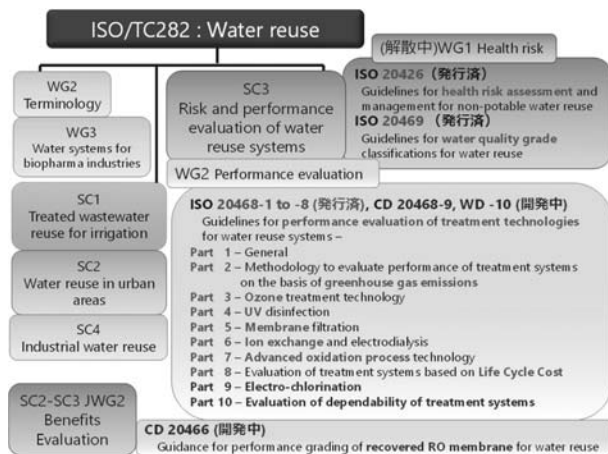 ISO/TC282 : Water reuse
(解散中)WG1 Health risk
ISO 20426（発行済）
Guidelines for health risk assessment and
management for non-potable water reuse
ISO 20469 （発行済）
Guidelines for water quality grade
classifications for water reuse
WG2
Terminology
WG3
Water systems for
biopharma industries
SC3
Risk and performance
evaluation of water
reuse systems
WG2 Performance evaluation
SC1
Treated wastewater
reuse for irrigation
SC2
Water reuse in urban
areas
SC4
Industrial water reuse
ISO 20468-1 to -8 (発行済), CD 20468-9, WD -10 (開発中)
Guidelines for performance evaluation of treatment technologies
for water reuse systems –
Part 1 – General
Part 2 – Methodology to evaluate performance of treatment systems
on the basis of greenhouse gas emissions
Part 3 – Ozone treatment technology
Part 4 – UV disinfection
Part 5 – Membrane filtration
Part 6 – Ion exchange and electrodialysis
Part 7 – Advanced oxidation process technology
Part 8 – Evaluation of treatment systems based on Life Cycle Cost
Part 9 – Electro-chlorination
Part 10 – Evaluation of dependability of treatment systems
SC2-SC3 JWG2
Benefits
Evaluation
CD 20466 (開発中)
Guidance for performance grading of recovered RO membrane for water reuse